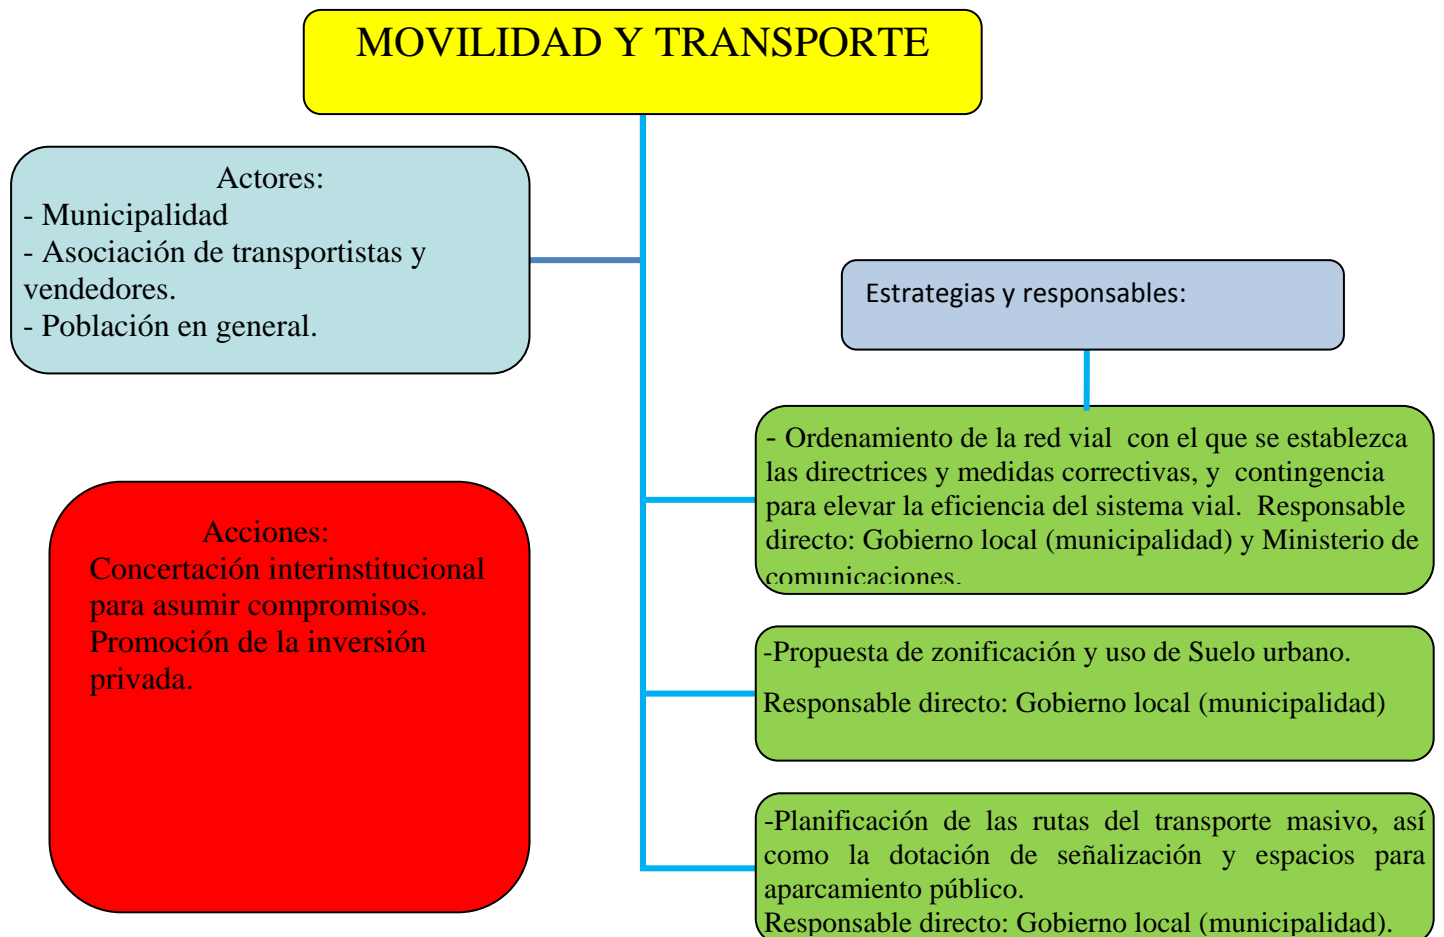 MOVILIDAD Y TRANSPORTE
Actores:
- Municipalidad
- Asociación de transportistas y
vendedores.
- Población en general.
Estrategias y responsables:
- Ordenamiento de la red vial  con el que se establezca
las directrices y medidas correctivas, y  contingencia
para elevar la eficiencia del sistema vial.  Responsable
directo: Gobierno local (municipalidad) y Ministerio de
comunicaciones.
Acciones:
Concertación interinstitucional
para asumir compromisos.
Promoción de la inversión
privada.
-Propuesta de zonificación y uso de Suelo urbano.
Responsable directo: Gobierno local (municipalidad)
-Planificación de las rutas del transporte masivo, así
como la dotación de señalización y espacios para
aparcamiento público.
Responsable directo: Gobierno local (municipalidad).